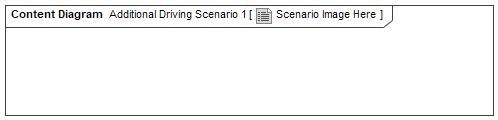 Content Diagram Additional Driving Scenario 1 [ Scenario Image Here ]